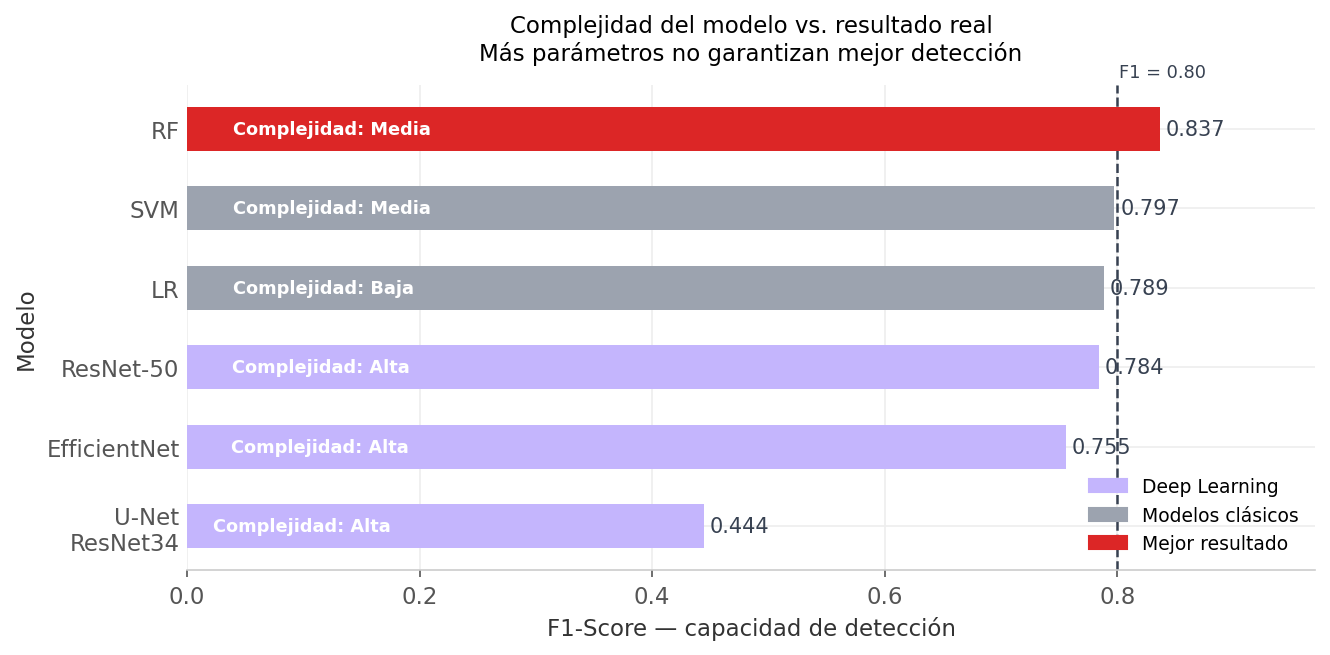 Complejidad del modelo vs. resultado real
Más parámetros no garantizan mejor detección
F1 = 0.80
RF
Complejidad: Media
0.837
SVM
Complejidad: Media
0.797
LR
Complejidad: Baja
0.789
ResNet-50
Complejidad: Alta
0.784
EfficientNet
Complejidad: Alta
0.755
U-Net
ResNet34
Complejidad: Alta
0.444
Modelo
Deep Learning
Modelos clásicos
Mejor resultado
0.0 0.2 0.4 0.6 0.8
F1-Score — capacidad de detección